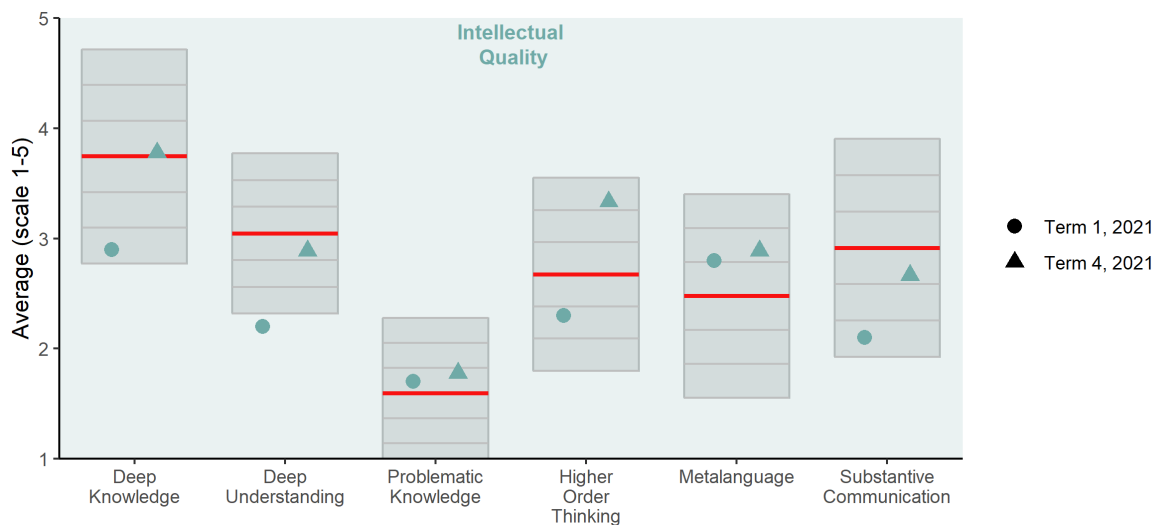 Intellectual
Quality
Average (scale 1-5)
5
4
3
2
1
Deep
Knowledge
Deep
Understanding
Problematic
Knowledge
Higher
Order
Thinking
Metalanguage
Substantive
Communication
Term 1, 2021
Term 4, 2021